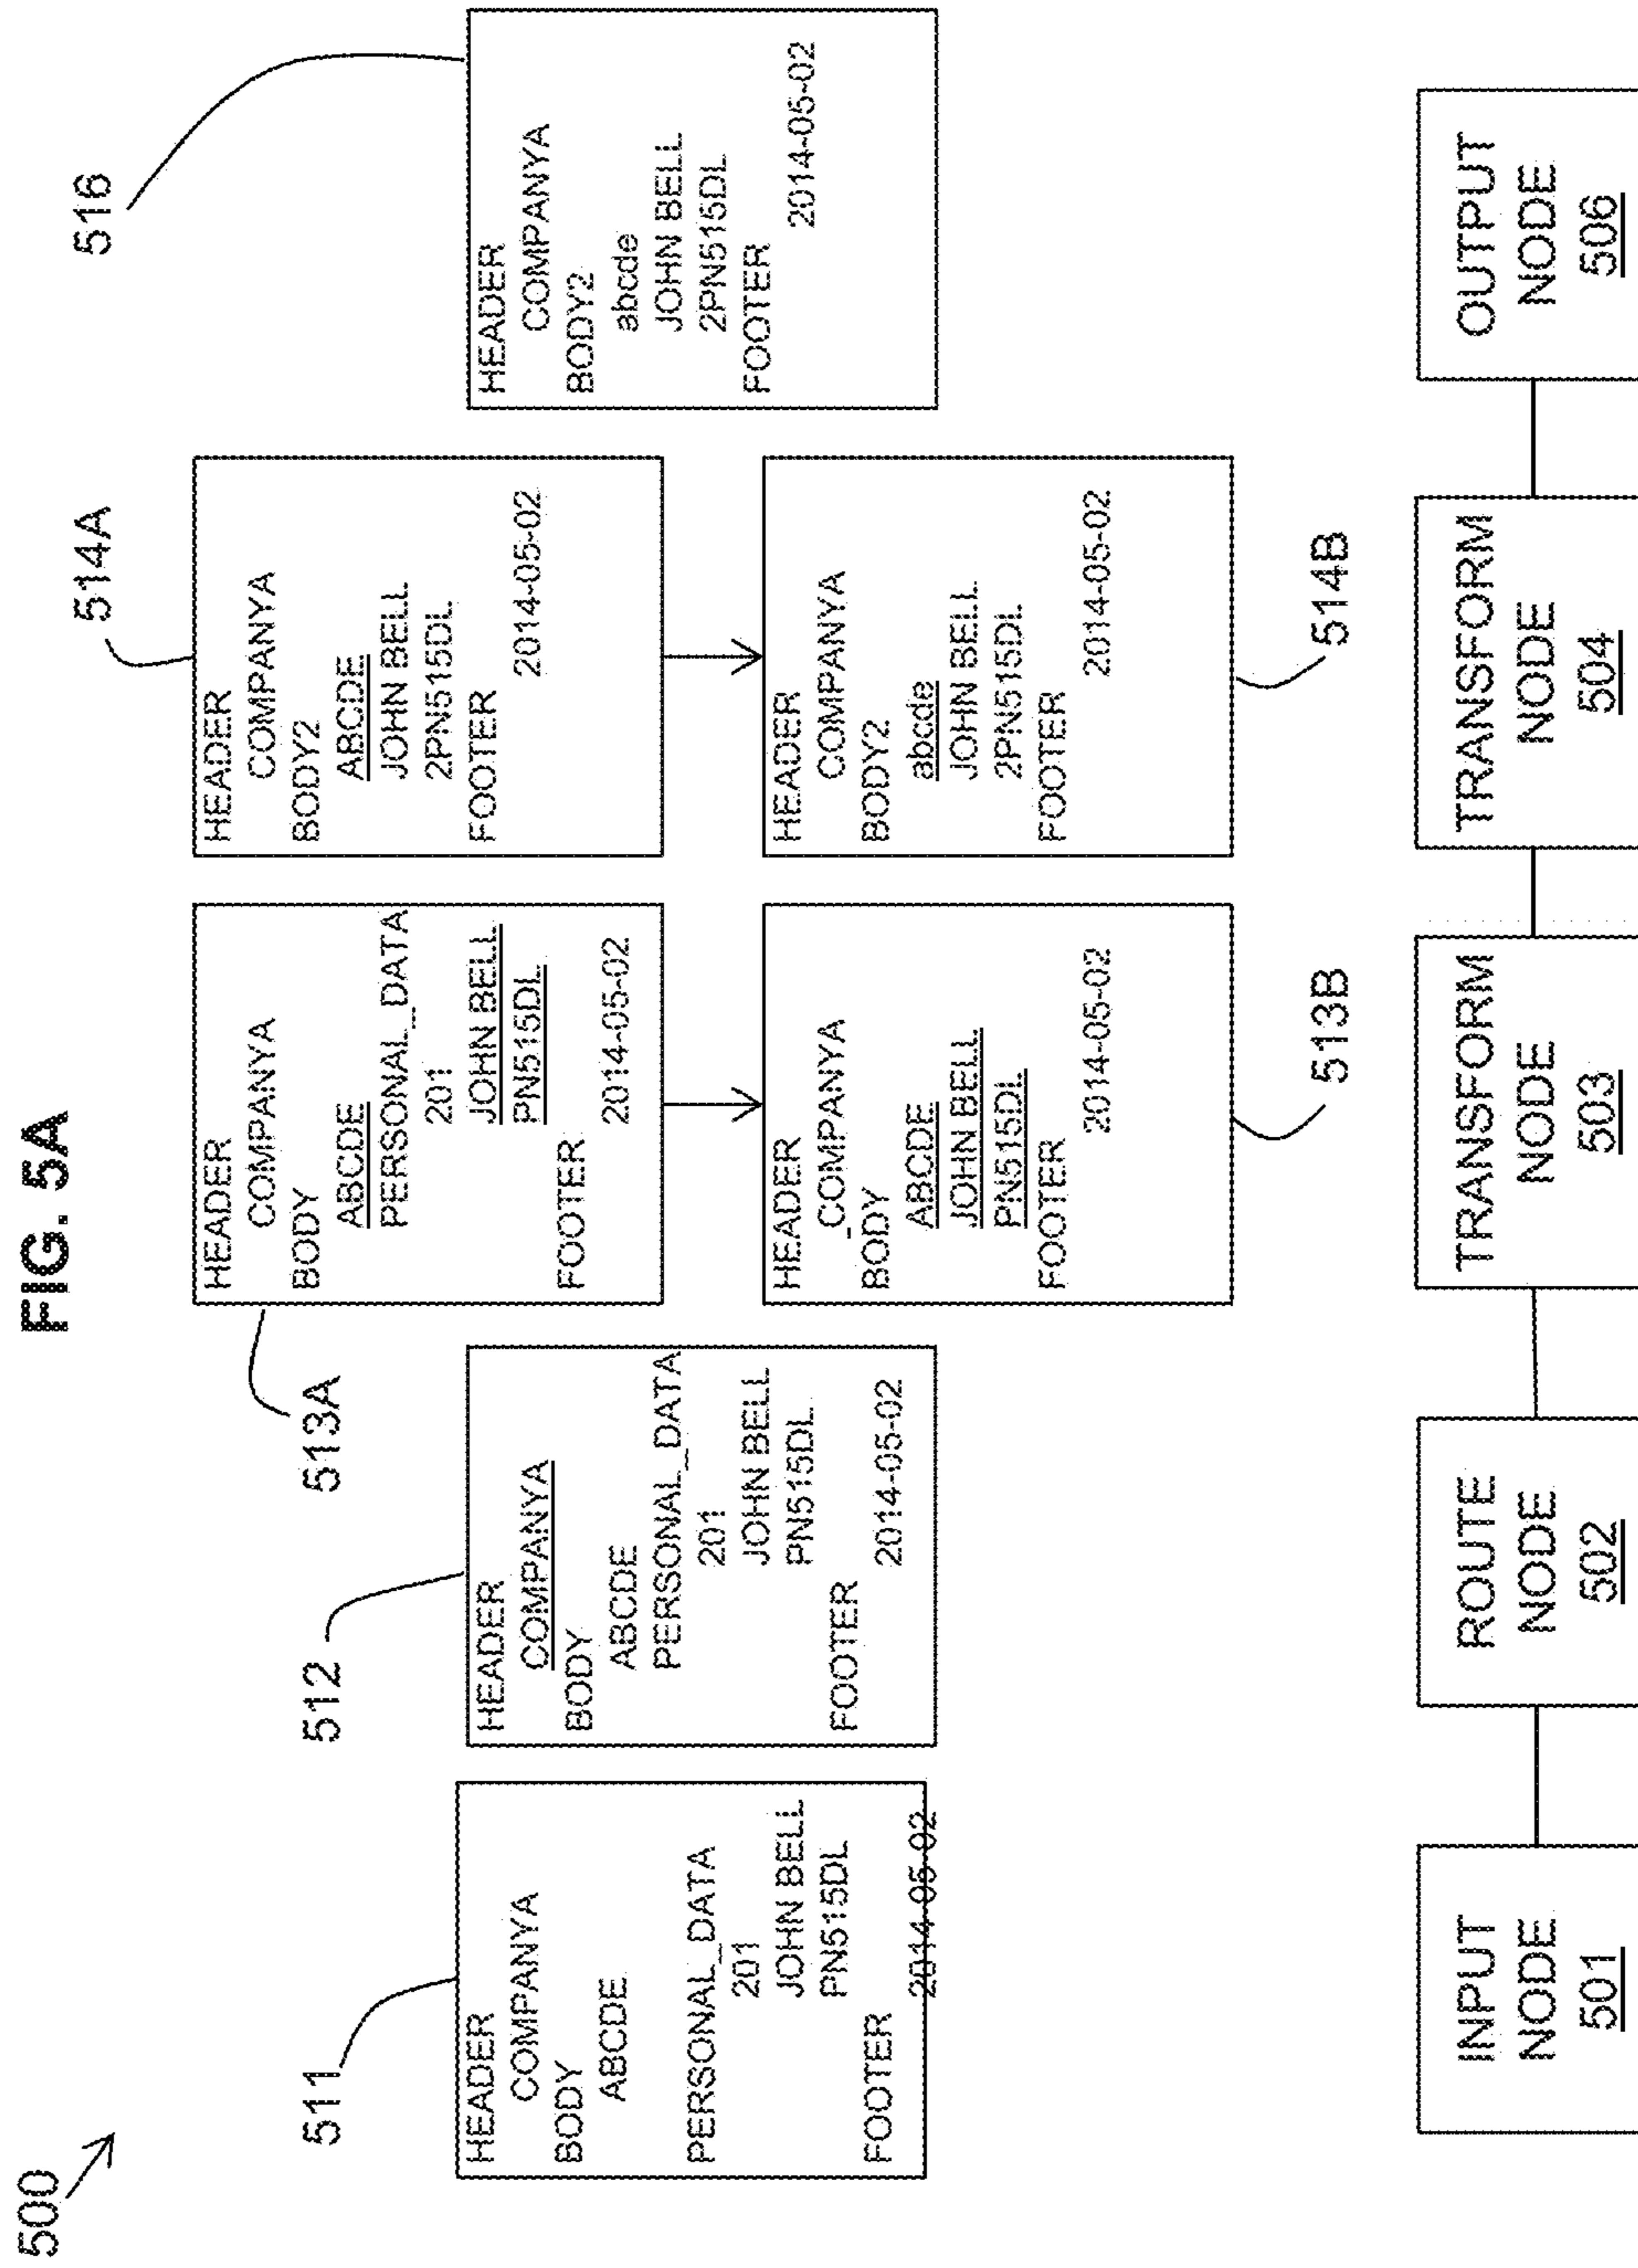 FIG. 5A
500
511
HEADER
COMPANYA
BODY
ABCDE
PERSONAL_DATA
201
JOHN BELL
PN515DL
FOOTER
2014-05-02
512
HEADER
COMPANYA
BODY
ABCDE
PERSONAL_DATA
201
JOHN BELL
PN515DL
FOOTER
2014-05-02
513A
HEADER
COMPANYA
BODY
ABCDE
PERSONAL_DATA
201
JOHN BELL
PN515DL
FOOTER
2014-05-02
HEADER
COMPANYA
BODY
ABCDE
JOHN BELL
PN515DL
FOOTER
2014-05-02
513B
514A
HEADER
COMPANYA
BODY2
ABCDE
JOHN BELL
2PN515DL
FOOTER
2014-05-02
HEADER
COMPANYA
BODY2
abcde
JOHN BELL
2PN515DL
FOOTER
2014-05-02
514B
516
HEADER
COMPANYA
BODY2
abcde
JOHN BELL
2PN515DL
FOOTER
2014-05-02
INPUT
NODE
501
ROUTE
NODE
502
TRANSFORM
NODE
503
TRANSFORM
NODE
504
OUTPUT
NODE
506